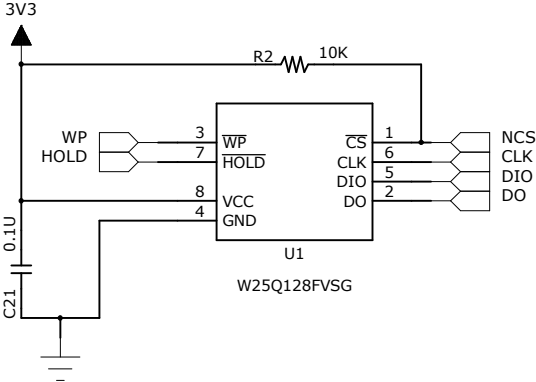 3V3
R2 10K
WP 3 WP CS 1 NCS
HOLD 7 HOLD CLK 6 CLK
DIO 5 DIO
8 VCC DO 2 DO
4 GND
0.1U
C21
U1
W25Q128FVSG